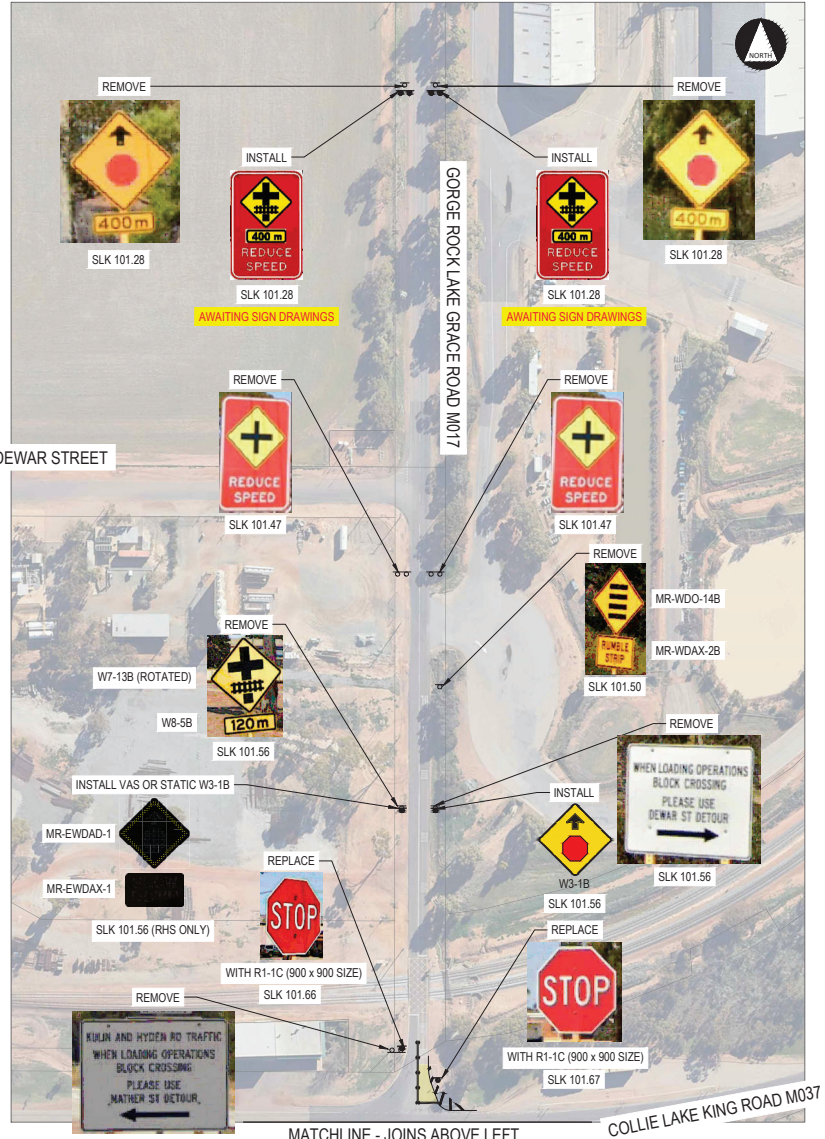 NORTH
REMOVE
REMOVE
400m
SLK 101.28
INSTALL
400 m
REDUCE
SPEED
SLK 101.28
AWAITING SIGN DRAWINGS
GORGE ROCK LAKE GRACE ROAD M017
INSTALL
400 m
REDUCE
SPEED
SLK 101.28
AWAITING SIGN DRAWINGS
400m
SLK 101.28
REMOVE
REDUCE
SPEED
SLK 101.47
REMOVE
REDUCE
SPEED
SLK 101.47
DEWAR STREET
REMOVE
MR-WDO-14B
RUMBLE
STRIP
MR-WDAX-2B
SLK 101.50
REMOVE
W7-13B (ROTATED)
W8-5B
120m
SLK 101.56
REMOVE
WHEN LOADING OPERATIONS
BLOCK CROSSING
PLEASE USE
DEWAR ST DETOUR
SLK 101.56
INSTALL VAS OR STATIC W3-1B
MR-EWDAD-1
MR-EWDAX-1
SLK 101.56 (RHS ONLY)
INSTALL
W3-1B
SLK 101.56
REPLACE
STOP
WITH R1-1C (900 x 900 SIZE)
SLK 101.66
REPLACE
STOP
WITH R1-1C (900 x 900 SIZE)
SLK 101.67
REMOVE
KULIN AND HYDEN RD TRAFFIC
WHEN LOADING OPERATIONS
BLOCK CROSSING
PLEASE USE
MATHER ST DETOUR
MATCHLINE - JOINS ABOVE LEFT
COLLIE LAKE KING ROAD M037